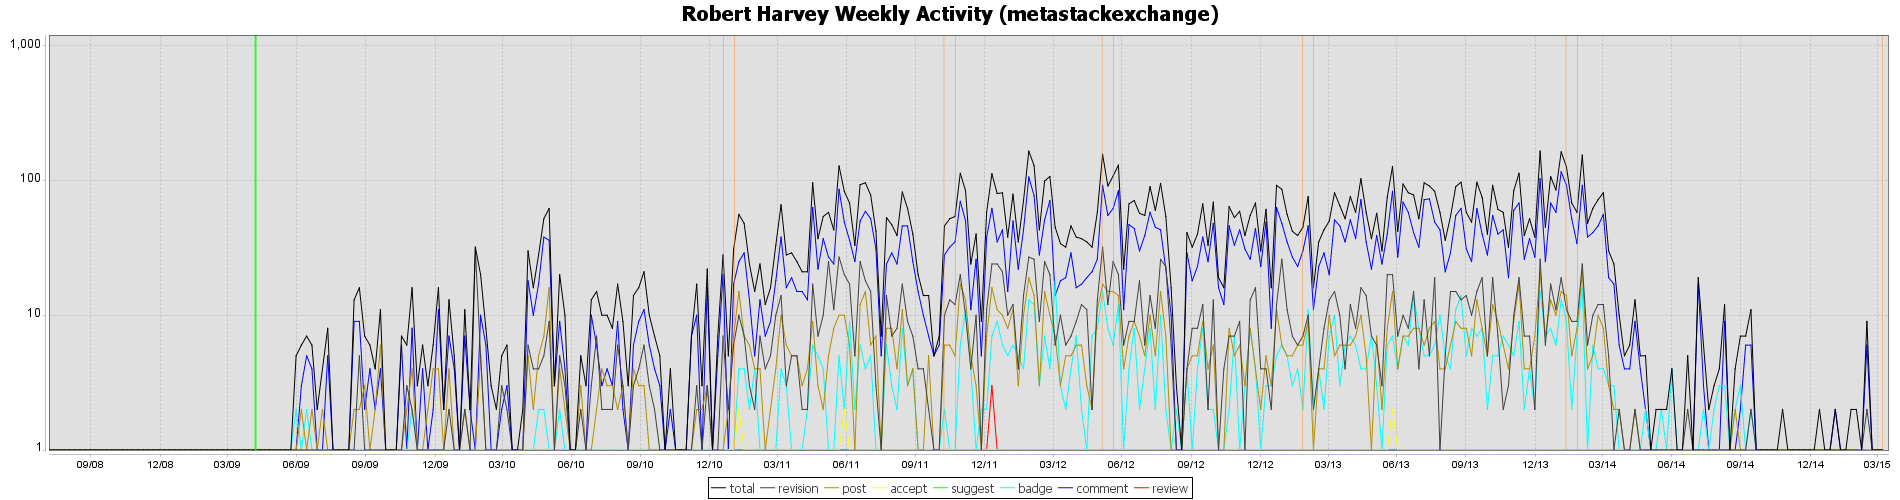 Robert Harvey Weekly Activity (metastackexchange)
1,000
100
10
1
09/08 12/08 03/09 06/09 09/09 12/09 03/10 06/10 09/10 12/10 03/11 06/11 09/11 12/11 03/12 06/12 09/12 12/12 03/13 06/13 09/13 12/13 03/14 06/14 09/14 12/14 03/15
total revision post accept suggest badge comment review